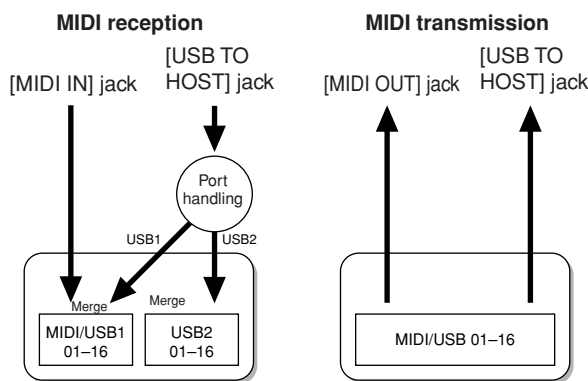 MIDI reception
[MIDI IN] jack
[USB TO
HOST] jack
Port
handling
USB1
USB2
Merge
Merge
MIDI/USB1
01–16
USB2
01–16
MIDI transmission
[MIDI OUT] jack
[USB TO
HOST] jack
MIDI/USB 01–16